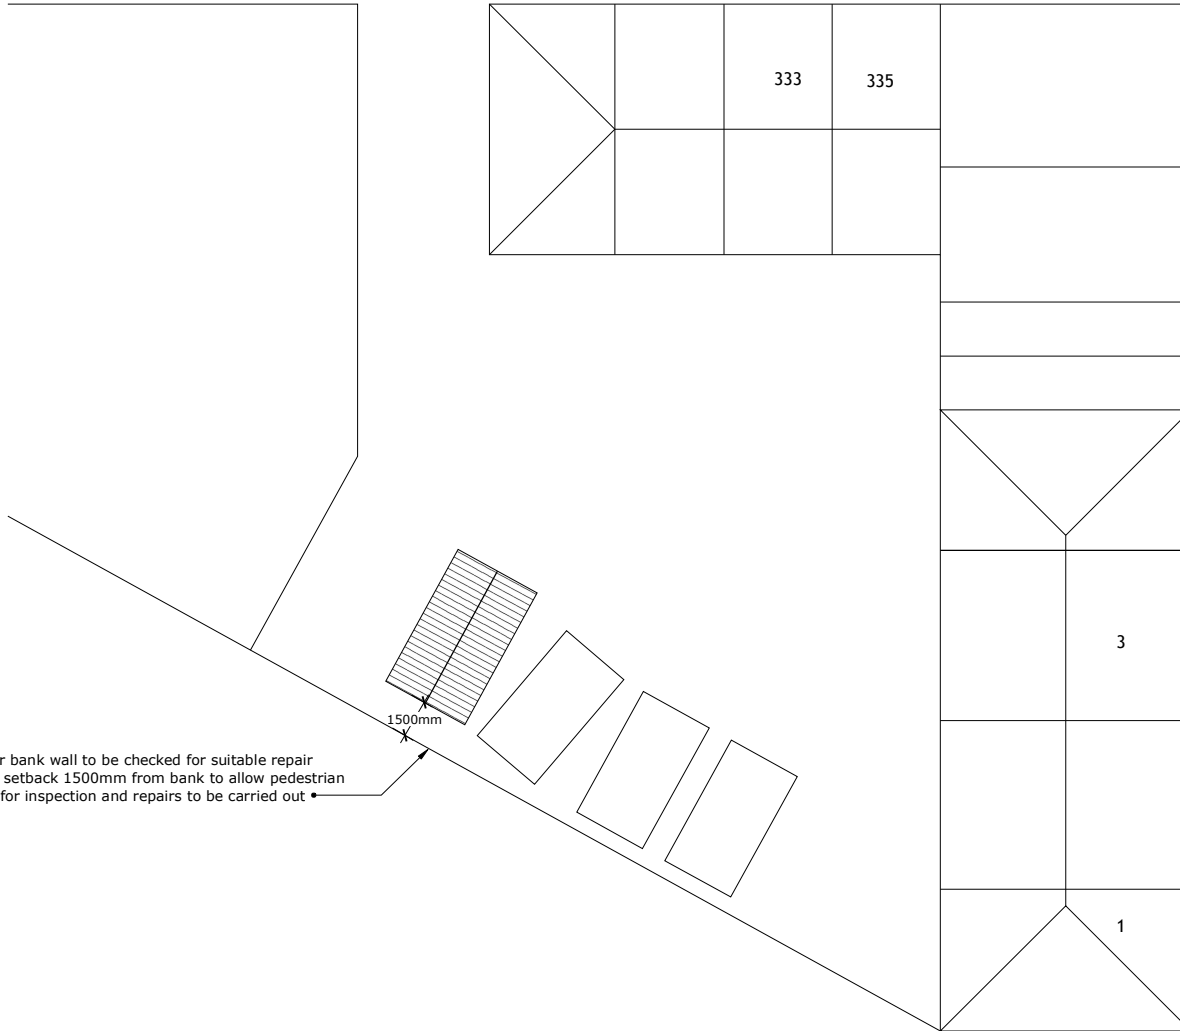 333
335
3
1500mm
r bank wall to be checked for suitable repair
setback 1500mm from bank to allow pedestrian
for inspection and repairs to be carried out
1